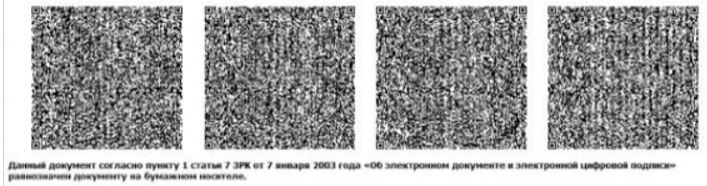 Данный документ согласно пункту 1 статьи 7 ЗРК от 7 января 2003 года «Об электронном документе и электронной цифровой подписи»
равнозначен документу на бумажном носителе.